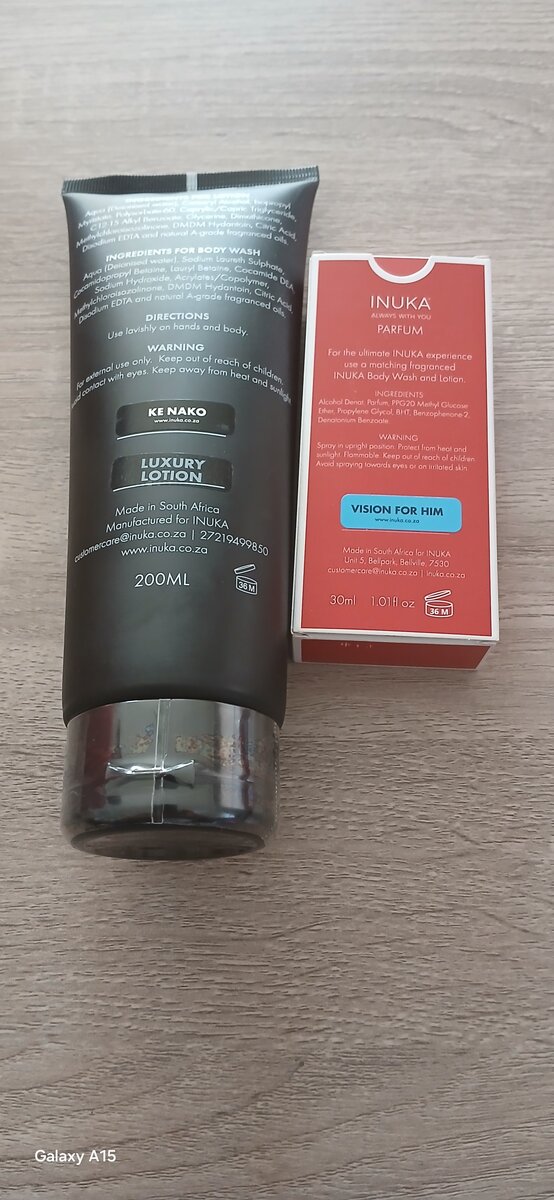 Aqua [Deionised water], Cetearyl Alcohol, Isopropyl
Myristate, Polysorbate-60, Caprylic/Capric Triglyceride,
C12-15 Alkyl Benzoate, Glycerine, Dimethicone,
Methylchloroisazolinone, DMDM Hydantoin, Citric Acid,
Disodium EDTA and natural A-grade fragranced oils.
INGREDIENTS FOR BODY WASH
Aqua [Deionised water], Sodium Laureth Sulphate,
Cocamidopropyl Betaine, Lauryl Betaine, Cocamide DEA
Sodium Hydroxide, Acrylates/Copolymer,
Methylchloroisazolinone, DMDM Hydantoin, Citric Acid,
Disodium EDTA and natural A-grade fragranced oils.
DIRECTIONS
Use lavishly on hands and body.
WARNING
For external use only. Keep out of reach of children.
contact with eyes. Keep away from heat and sunlight
KE NAKO
www.inuka.co.za
LUXURY
LOTION
Made in South Africa
Manufactured for INUKA
customercare@inuka.co.za | 27219499850
www.inuka.co.za
200ML
36 M
INUKA
ALWAYS WITH YOU
PARFUM
For the ultimate INUKA experience
use a matching fragranced
INUKA Body Wash and Lotion.
INGREDIENTS
Alcohol Denat. Parfum, PPG20 Methyl Glucose
Ether, Propylene Glycol, BHT, Benzophenone 2,
Denatonium Benzoate.
WARNING
Spray in upright position. Protect from heat and
sunlight. Flammable. Keep out of reach of children
Avoid spraying towards eyes or on irritated skin
VISION FOR HIM
www.inuka.co.za
Made in South Africa for INUKA
Unit 5, Bellpark, Bellville, 7530
customercare@inuka.co.za | inuka.co.za
30ml 1.01fl oz
36 M
Galaxy A15